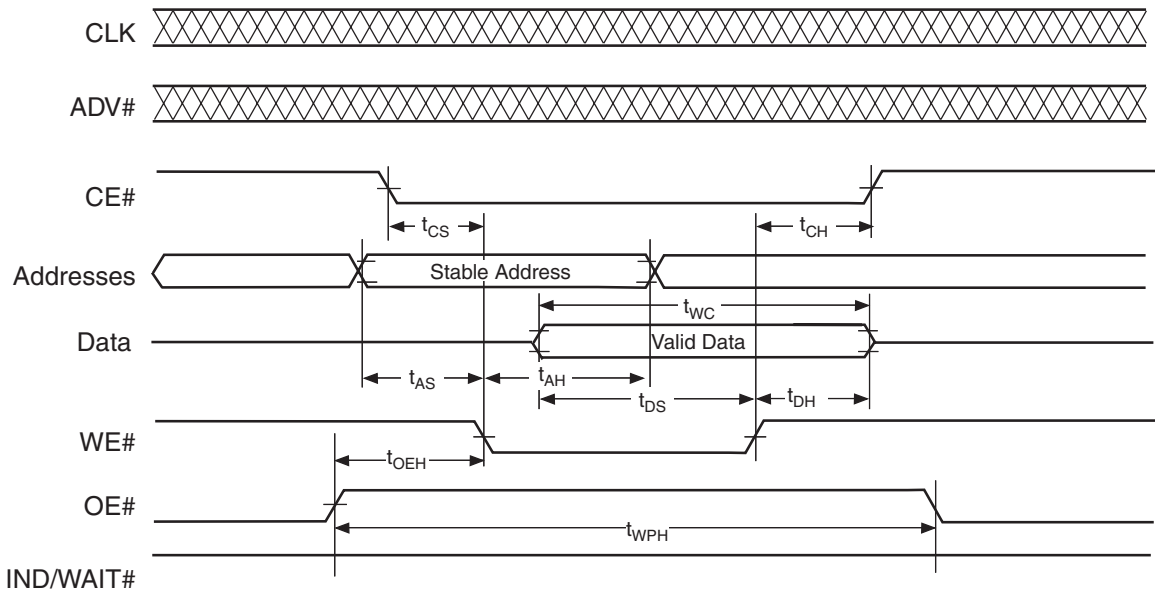 CLK
ADV#
CE#
tCS
tCH
Addresses
Stable Address
tWC
Data
Valid Data
tAS
tAH
tDS
tDH
WE#
tOEH
OE#
tWPH
IND/WAIT#